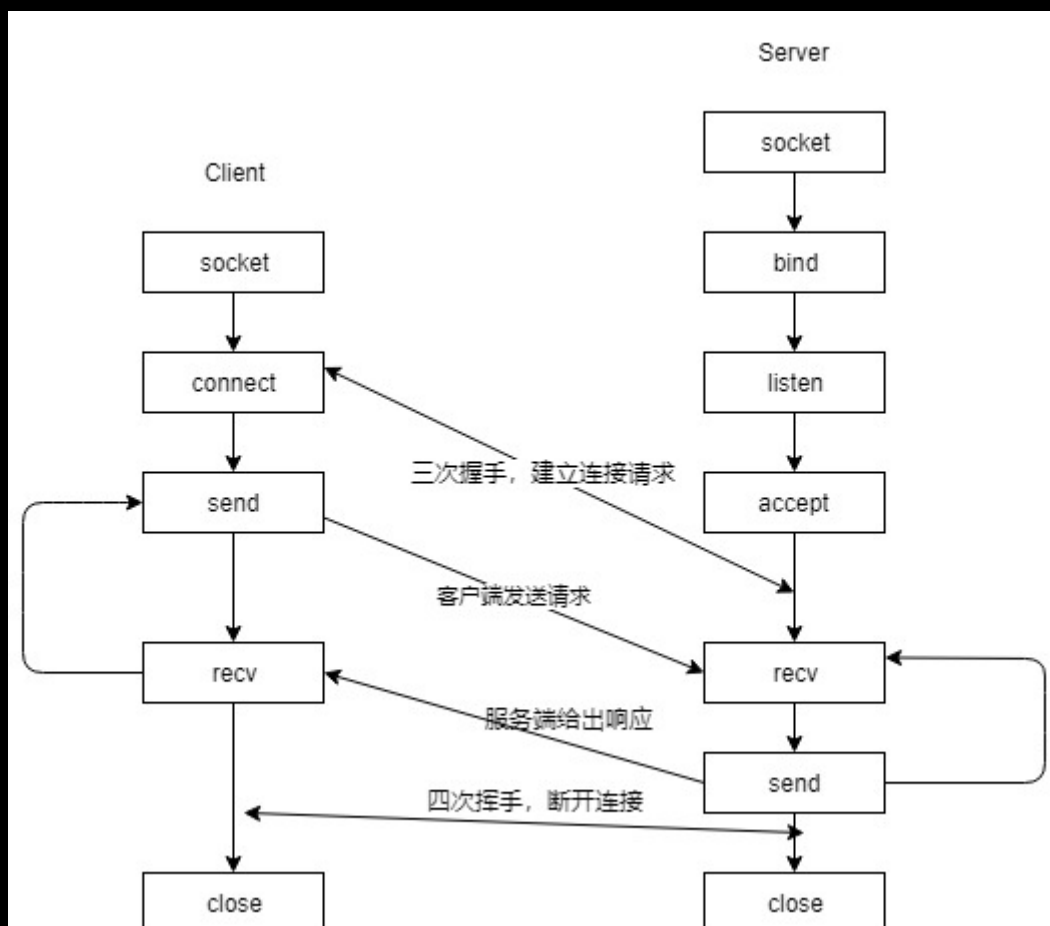 Server
socket
Client
socket
bind
connect
listen
三次握手，建立连接请求
send
accept
客户端发送请求
recv
recv
服务端给出响应
send
四次挥手，断开连接
close
close